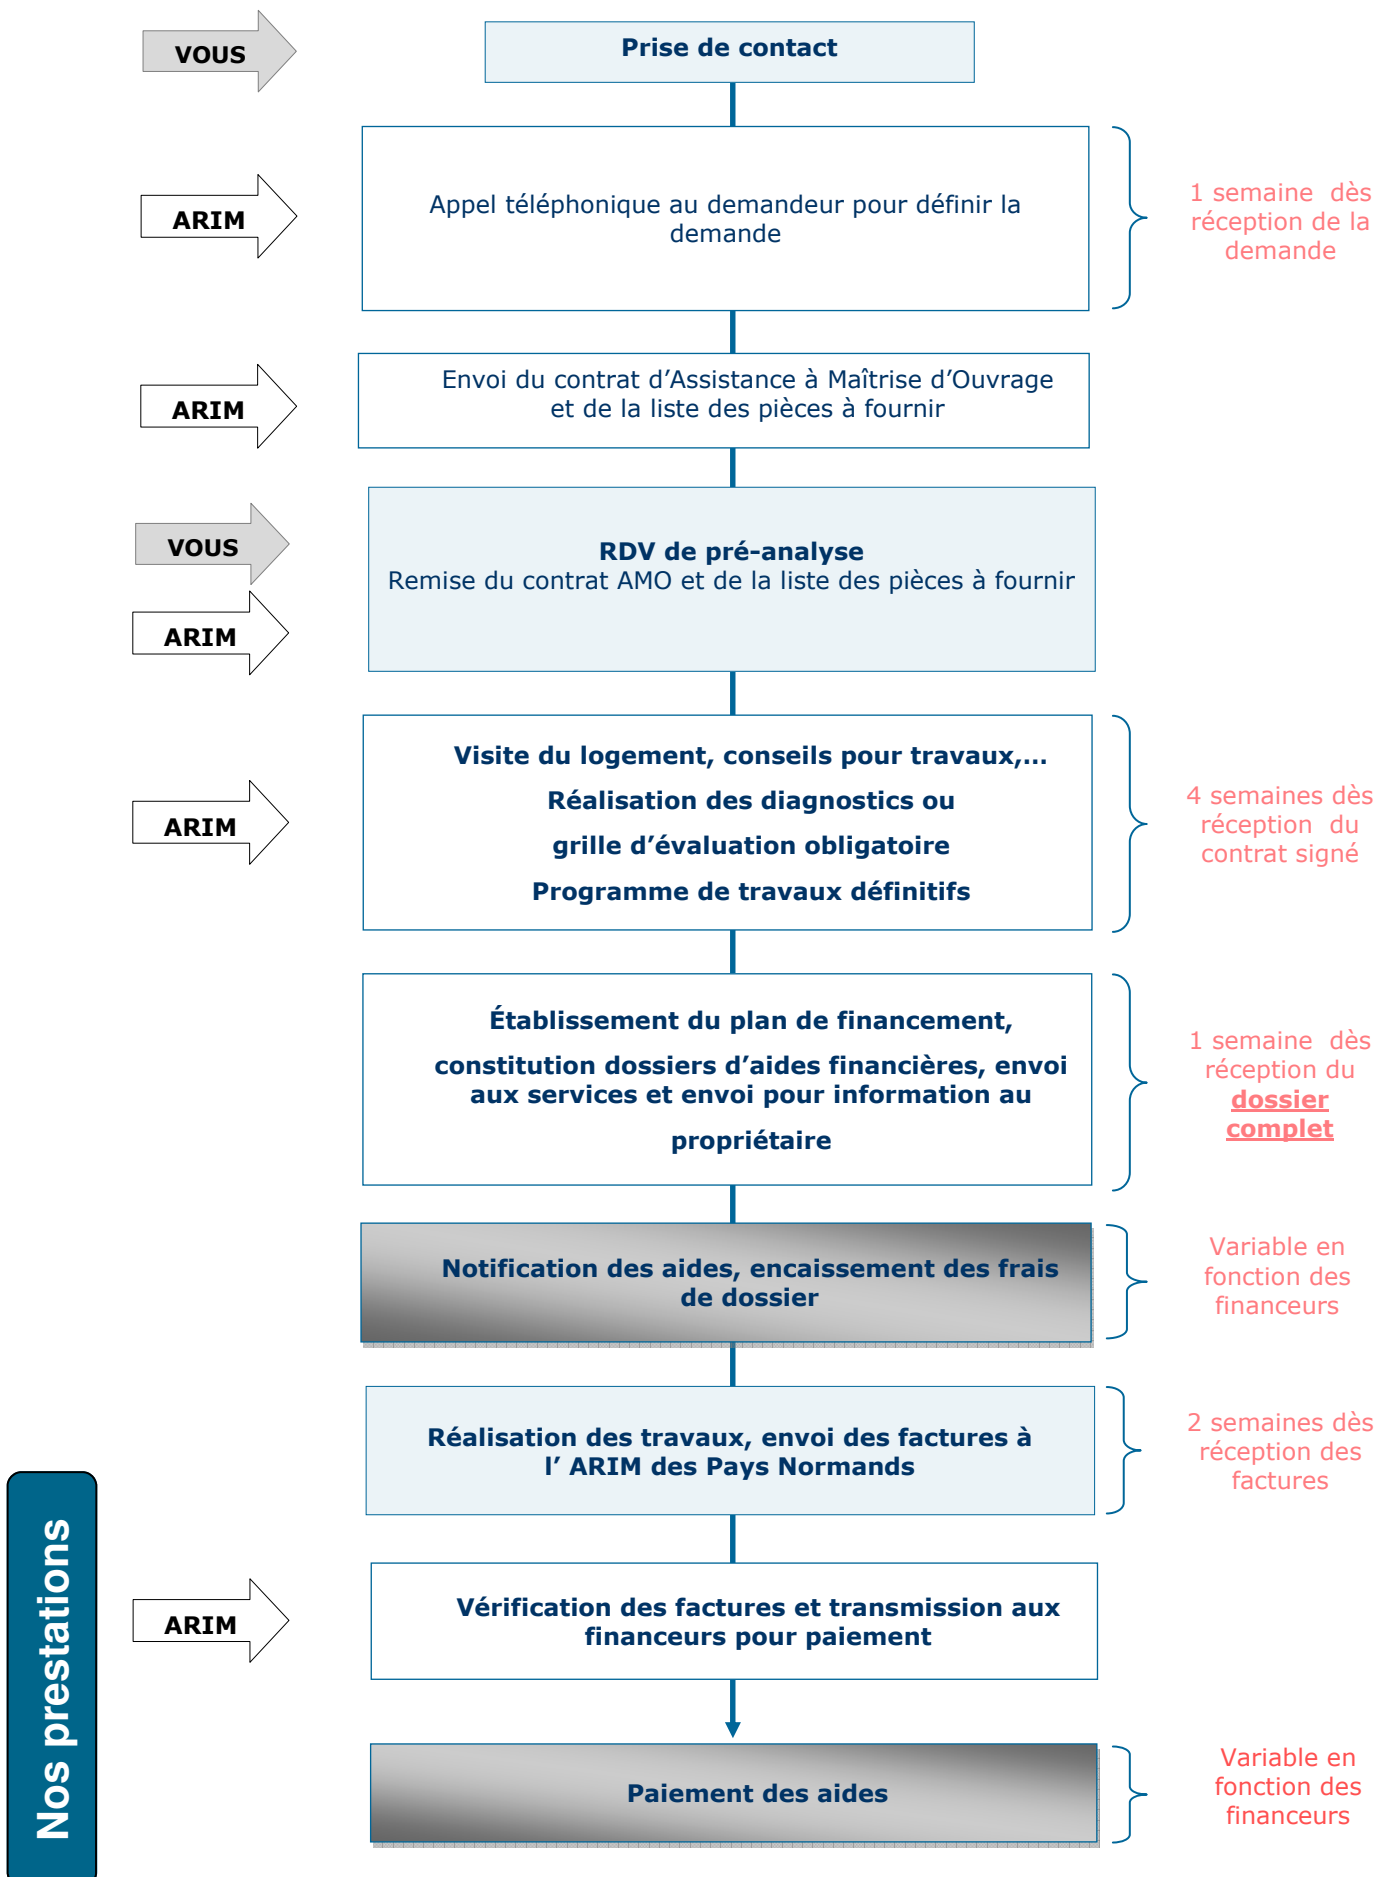 VOUS
Prise de contact
ARIM
Appel téléphonique au demandeur pour définir la
demande
1 semaine  dès
réception de la
demande
ARIM
Envoi du contrat d’Assistance à Maîtrise d’Ouvrage
et de la liste des pièces à fournir
VOUS
ARIM
RDV de pré-analyse
Remise du contrat AMO et de la liste des pièces à fournir
ARIM
Visite du logement, conseils pour travaux,…
Réalisation des diagnostics ou
grille d’évaluation obligatoire
Programme de travaux définitifs
4 semaines dès
réception  du
contrat signé
Établissement du plan de financement,
constitution dossiers d’aides financières, envoi
aux services et envoi pour information au
propriétaire
1 semaine  dès
réception du
dossier
complet
Notification des aides, encaissement des frais
de dossier
Variable en
fonction des
financeurs
Réalisation des travaux, envoi des factures à
l’ ARIM des Pays Normands
2 semaines dès
réception des
factures
Nos prestations
ARIM
Vérification des factures et transmission aux
financeurs pour paiement
Paiement des aides
Variable en
fonction des
financeurs